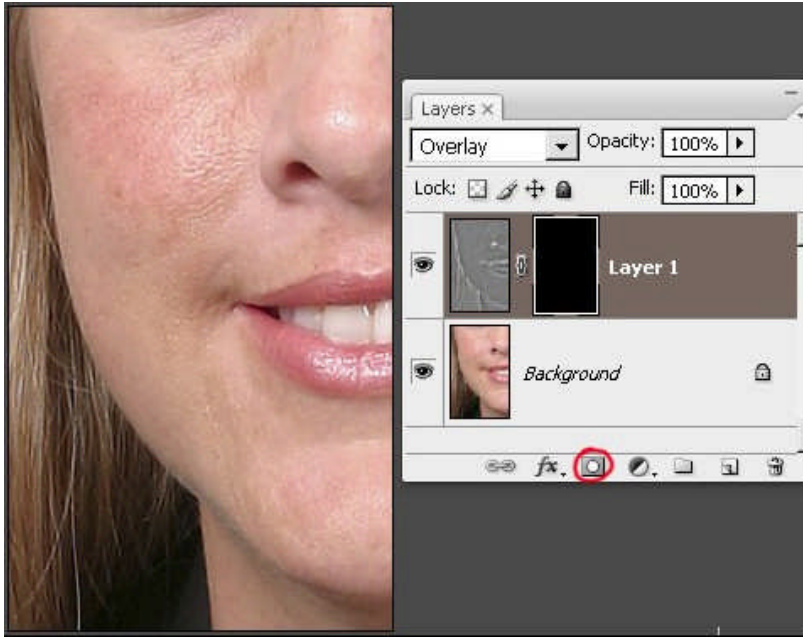 Layers ×
Overlay Opacity: 100%
Lock: Fill: 100%
Layer 1
Background
fx.